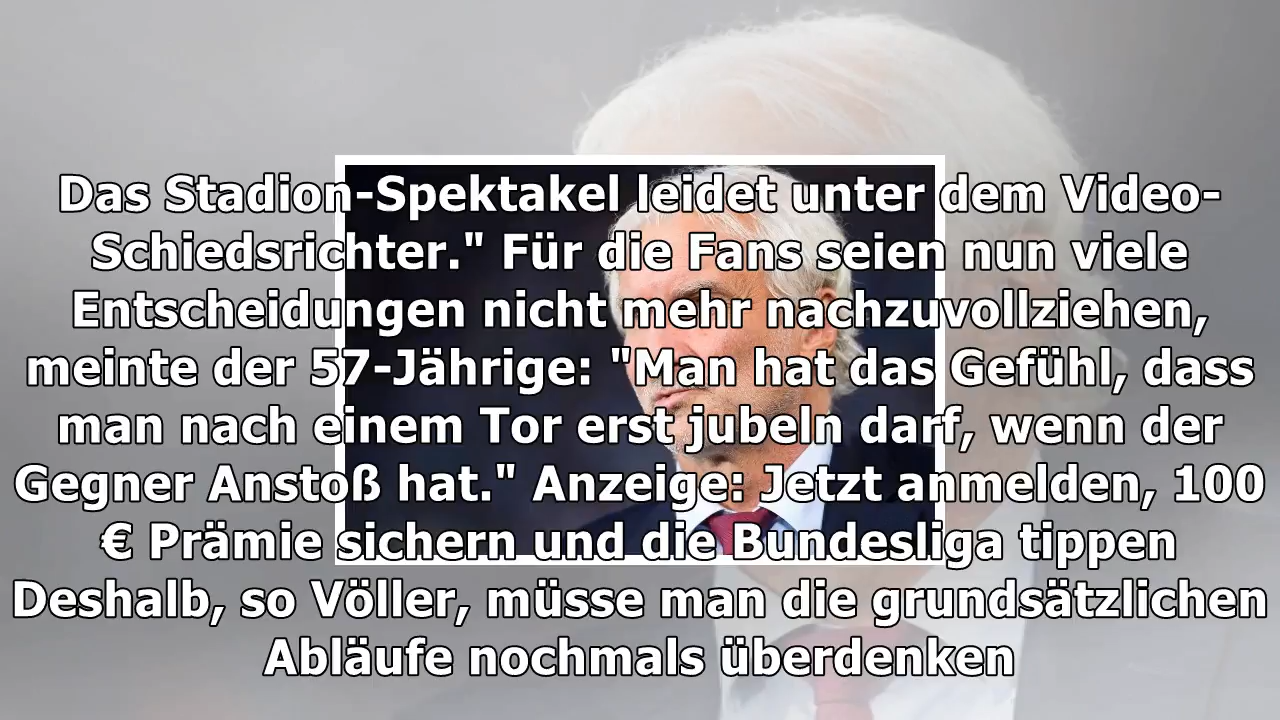 Das Stadion-Spektakel leidet unter dem Video-
Schiedsrichter." Für die Fans seien nun viele
Entscheidungen nicht mehr nachzuvollziehen,
meinte der 57-Jährige: "Man hat das Gefühl, dass
man nach einem Tor erst jubeln darf, wenn der
Gegner Anstoß hat." Anzeige: Jetzt anmelden, 100
€ Prämie sichern und die Bundesliga tippen
Deshalb, so Völler, müsse man die grundsätzlichen
Abläufe nochmals überdenken